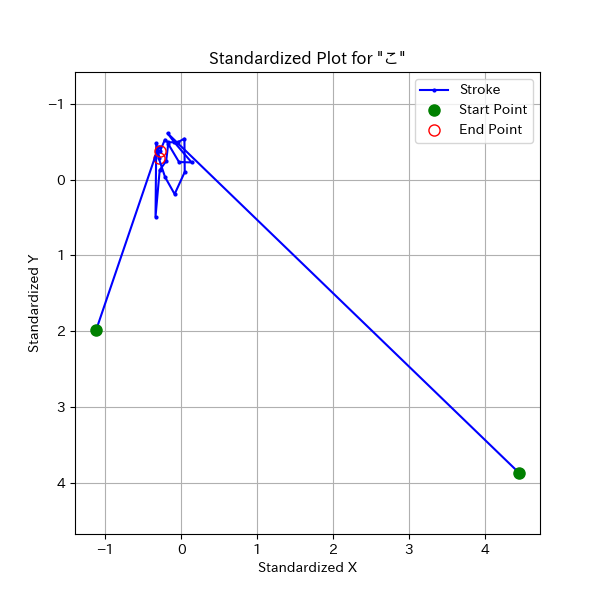 Standardized Plot for "こ"
Stroke
Start Point
End Point
−1
0
1
2
3
4
Standardized Y
−1 0 1 2 3 4
Standardized X